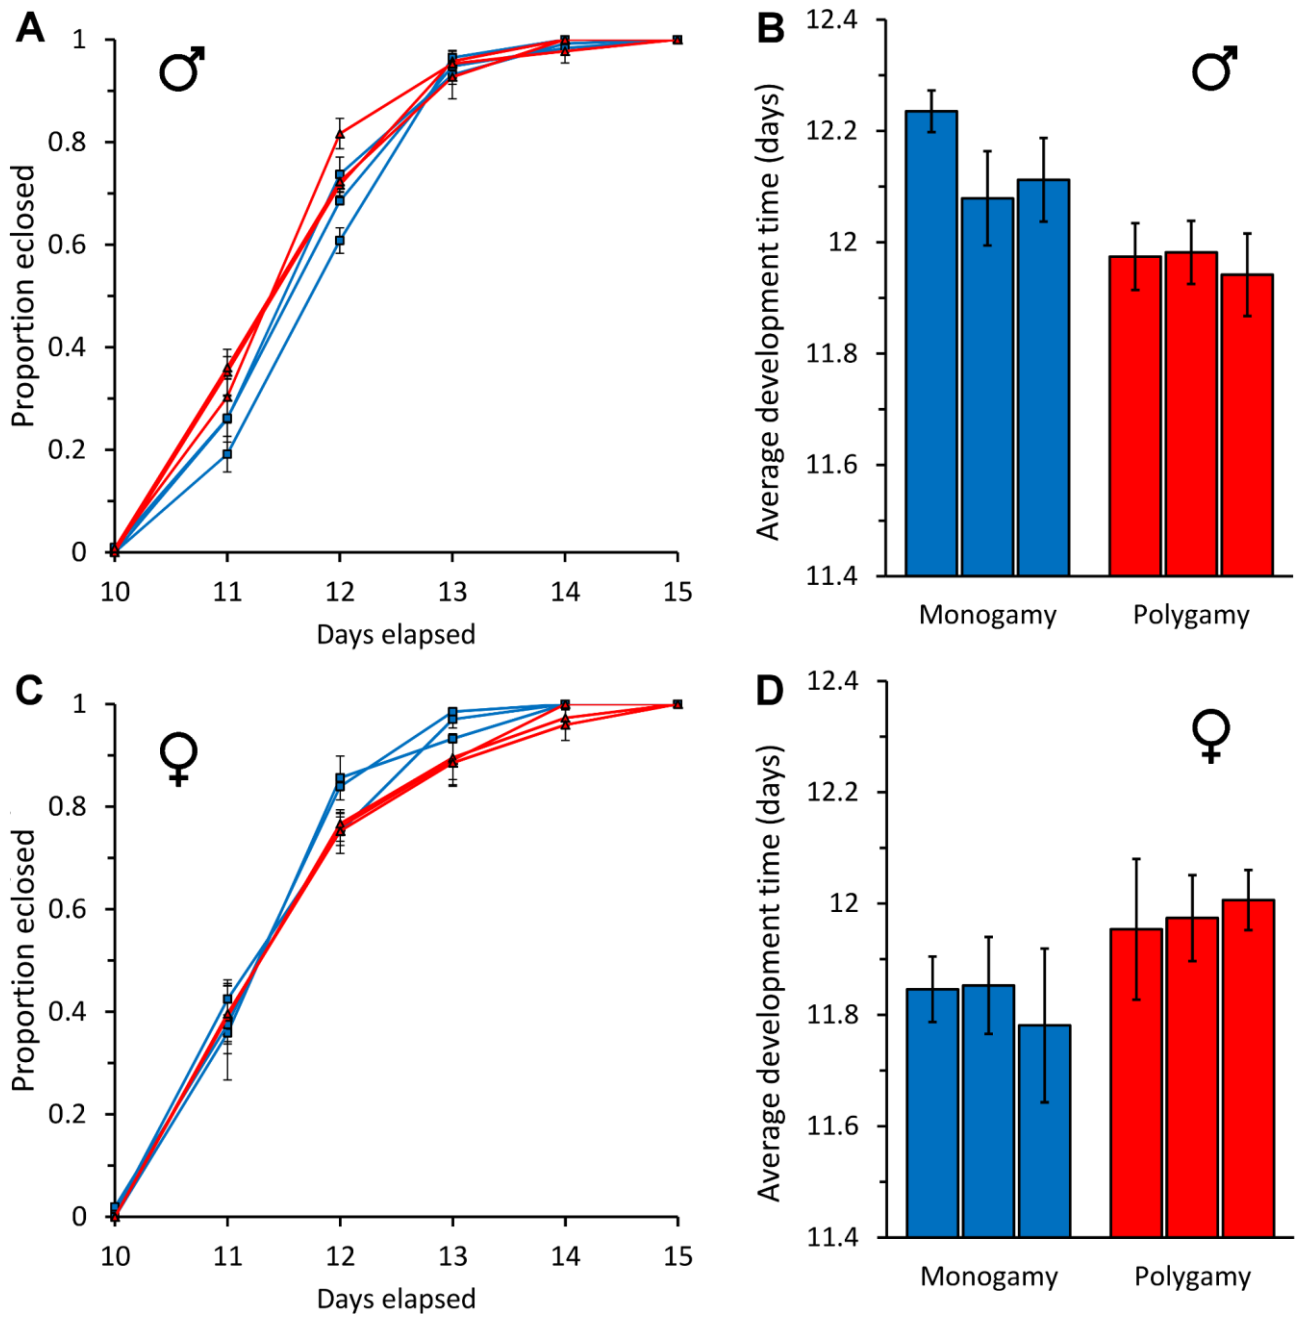 A
1
0.8
0.6
0.4
0.2
0
Proportion eclosed
10 11 12 13 14 15
Days elapsed
B
12.4
12.2
12
11.8
11.6
11.4
Average development time (days)
Monogamy Polygamy
C
1
0.8
0.6
0.4
0.2
0
Proportion eclosed
10 11 12 13 14 15
Days elapsed
D
12.4
12.2
12
11.8
11.6
11.4
Average development time (days)
Monogamy Polygamy